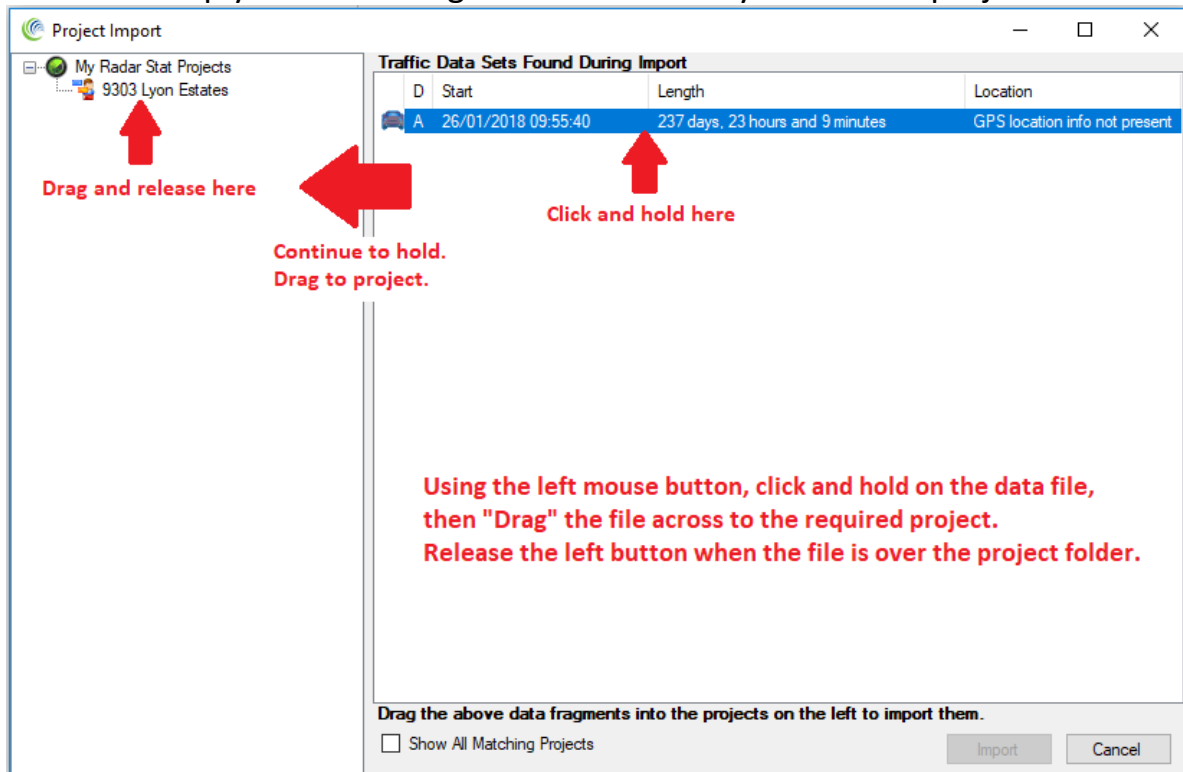 Project Import
My Radar Stat Projects
9303 Lyon Estates
Traffic Data Sets Found During Import
D Start Length Location
A 26/01/2018 09:55:40 237 days, 23 hours and 9 minutes GPS location info not present
Drag and release here
Click and hold here
Continue to hold.
Drag to project.
Using the left mouse button, click and hold on the data file,
then "Drag" the file across to the required project.
Release the left button when the file is over the project folder.
Drag the above data fragments into the projects on the left to import them.
Show All Matching Projects
Import Cancel